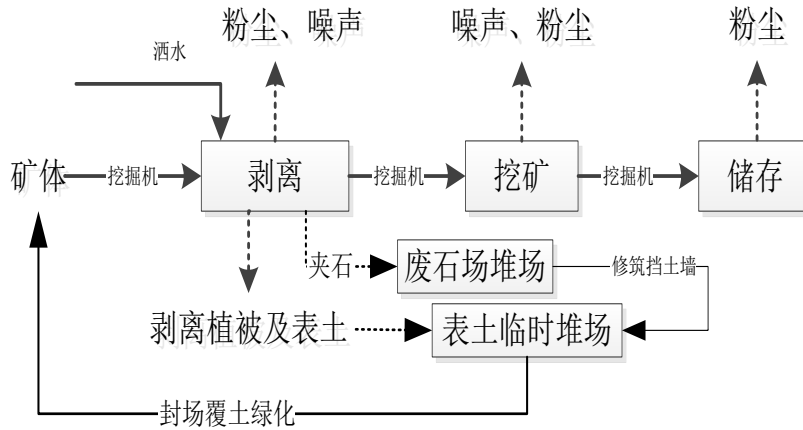 粉尘、噪声
噪声、粉尘
粉尘
洒水
矿体
挖掘机
剥离
挖掘机
挖矿
挖掘机
储存
夹石
废石场堆场
修筑挡土墙
剥离植被及表土
表土临时堆场
封场覆土绿化